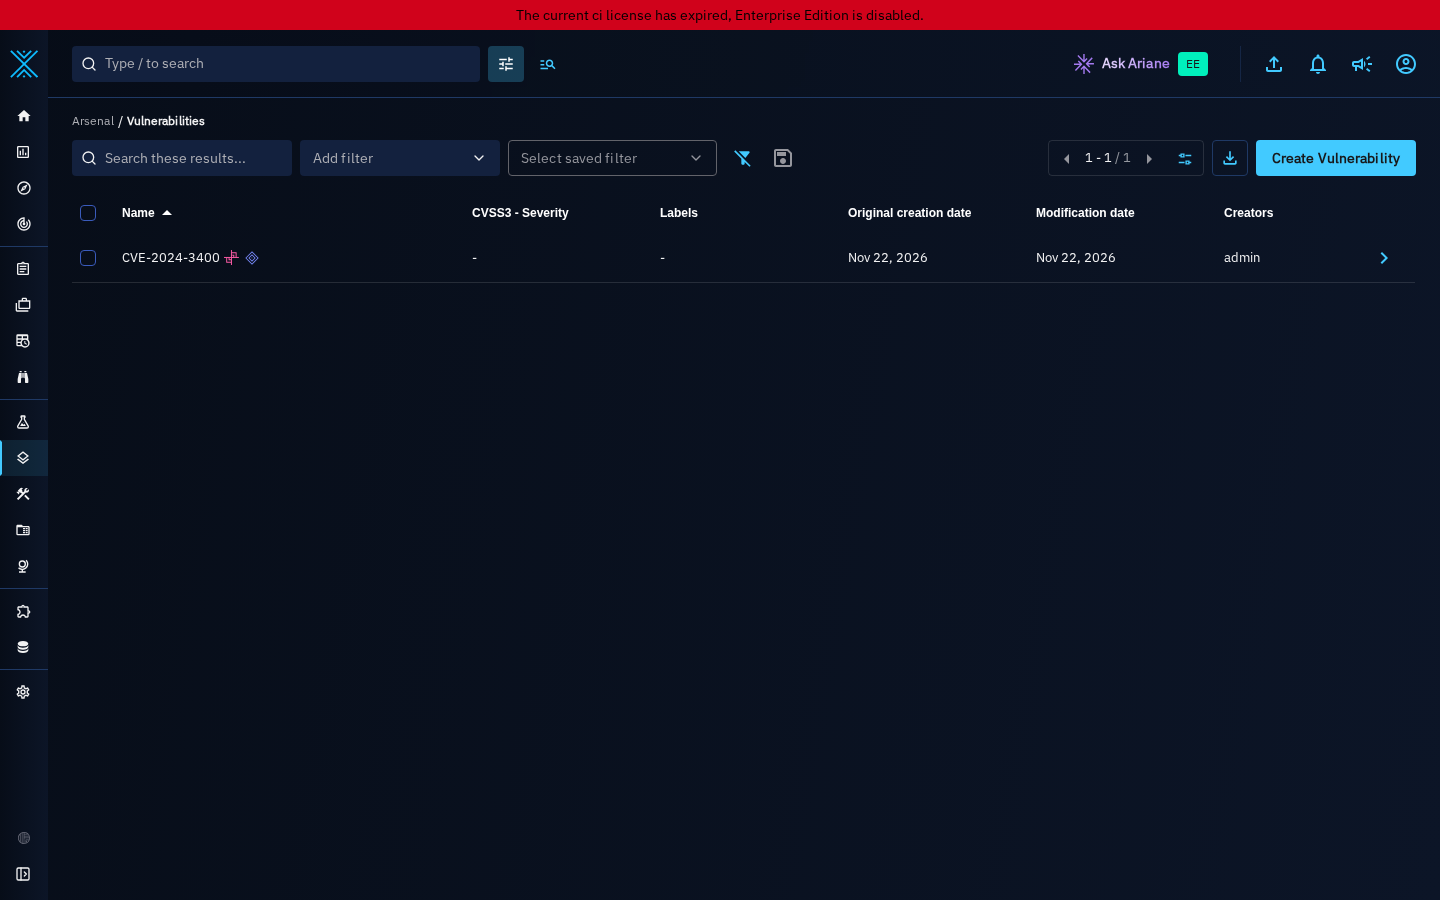 The current ci license has expired, Enterprise Edition is disabled.
Type / to search
Ask Ariane
EE
Arsenal / Vulnerabilities
Search these results...
Add filter
Select saved filter
1 - 1 / 1
Create Vulnerability
Name
CVSS3 - Severity
Labels
Original creation date
Modification date
Creators
CVE-2024-3400
-
-
Nov 22, 2026
Nov 22, 2026
admin